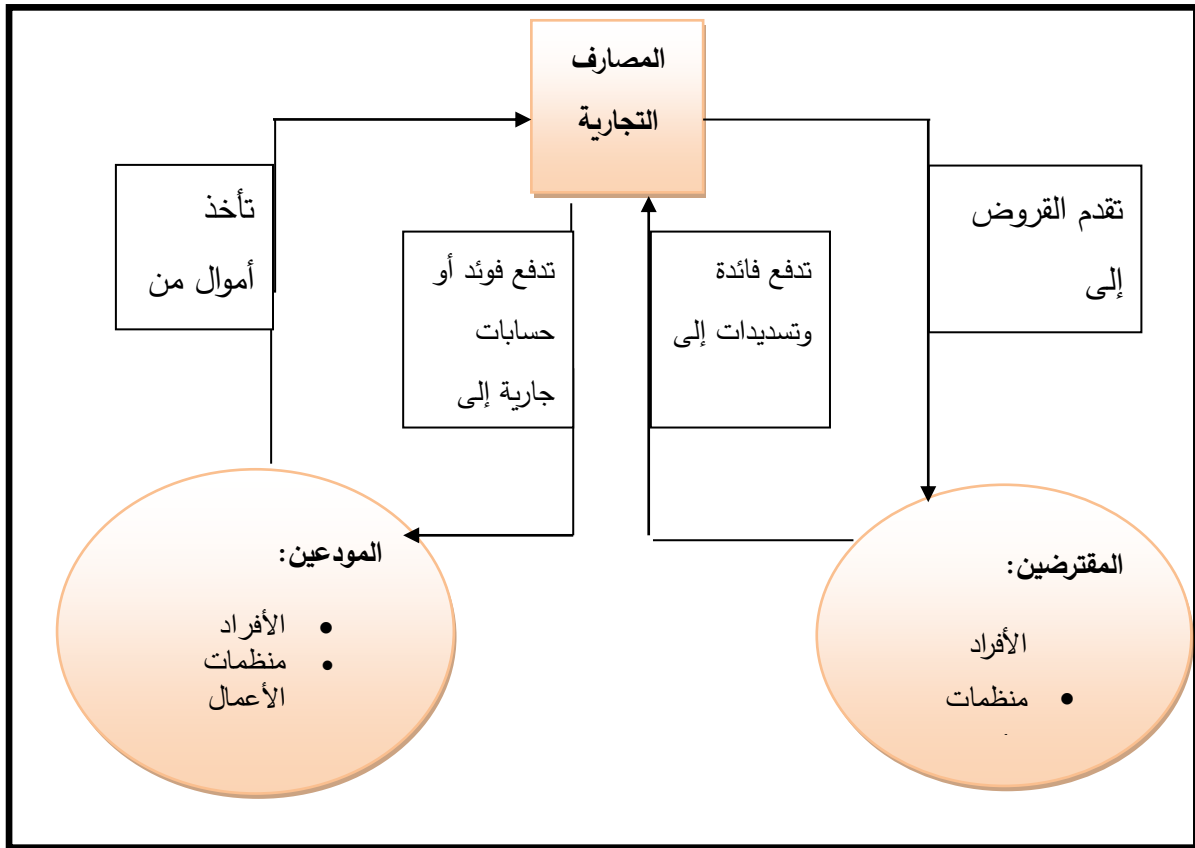 المصارف
التجارية
تقدم القروض
إلى
تدفع فائدة
وتسديدات إلى
تدفع فوئد أو
حسابات
جارية إلى
تأخذ
أموال من
المقترضين:
الأفراد
• منظمات
المودعين:
• الأفراد
• منظمات
الأعمال